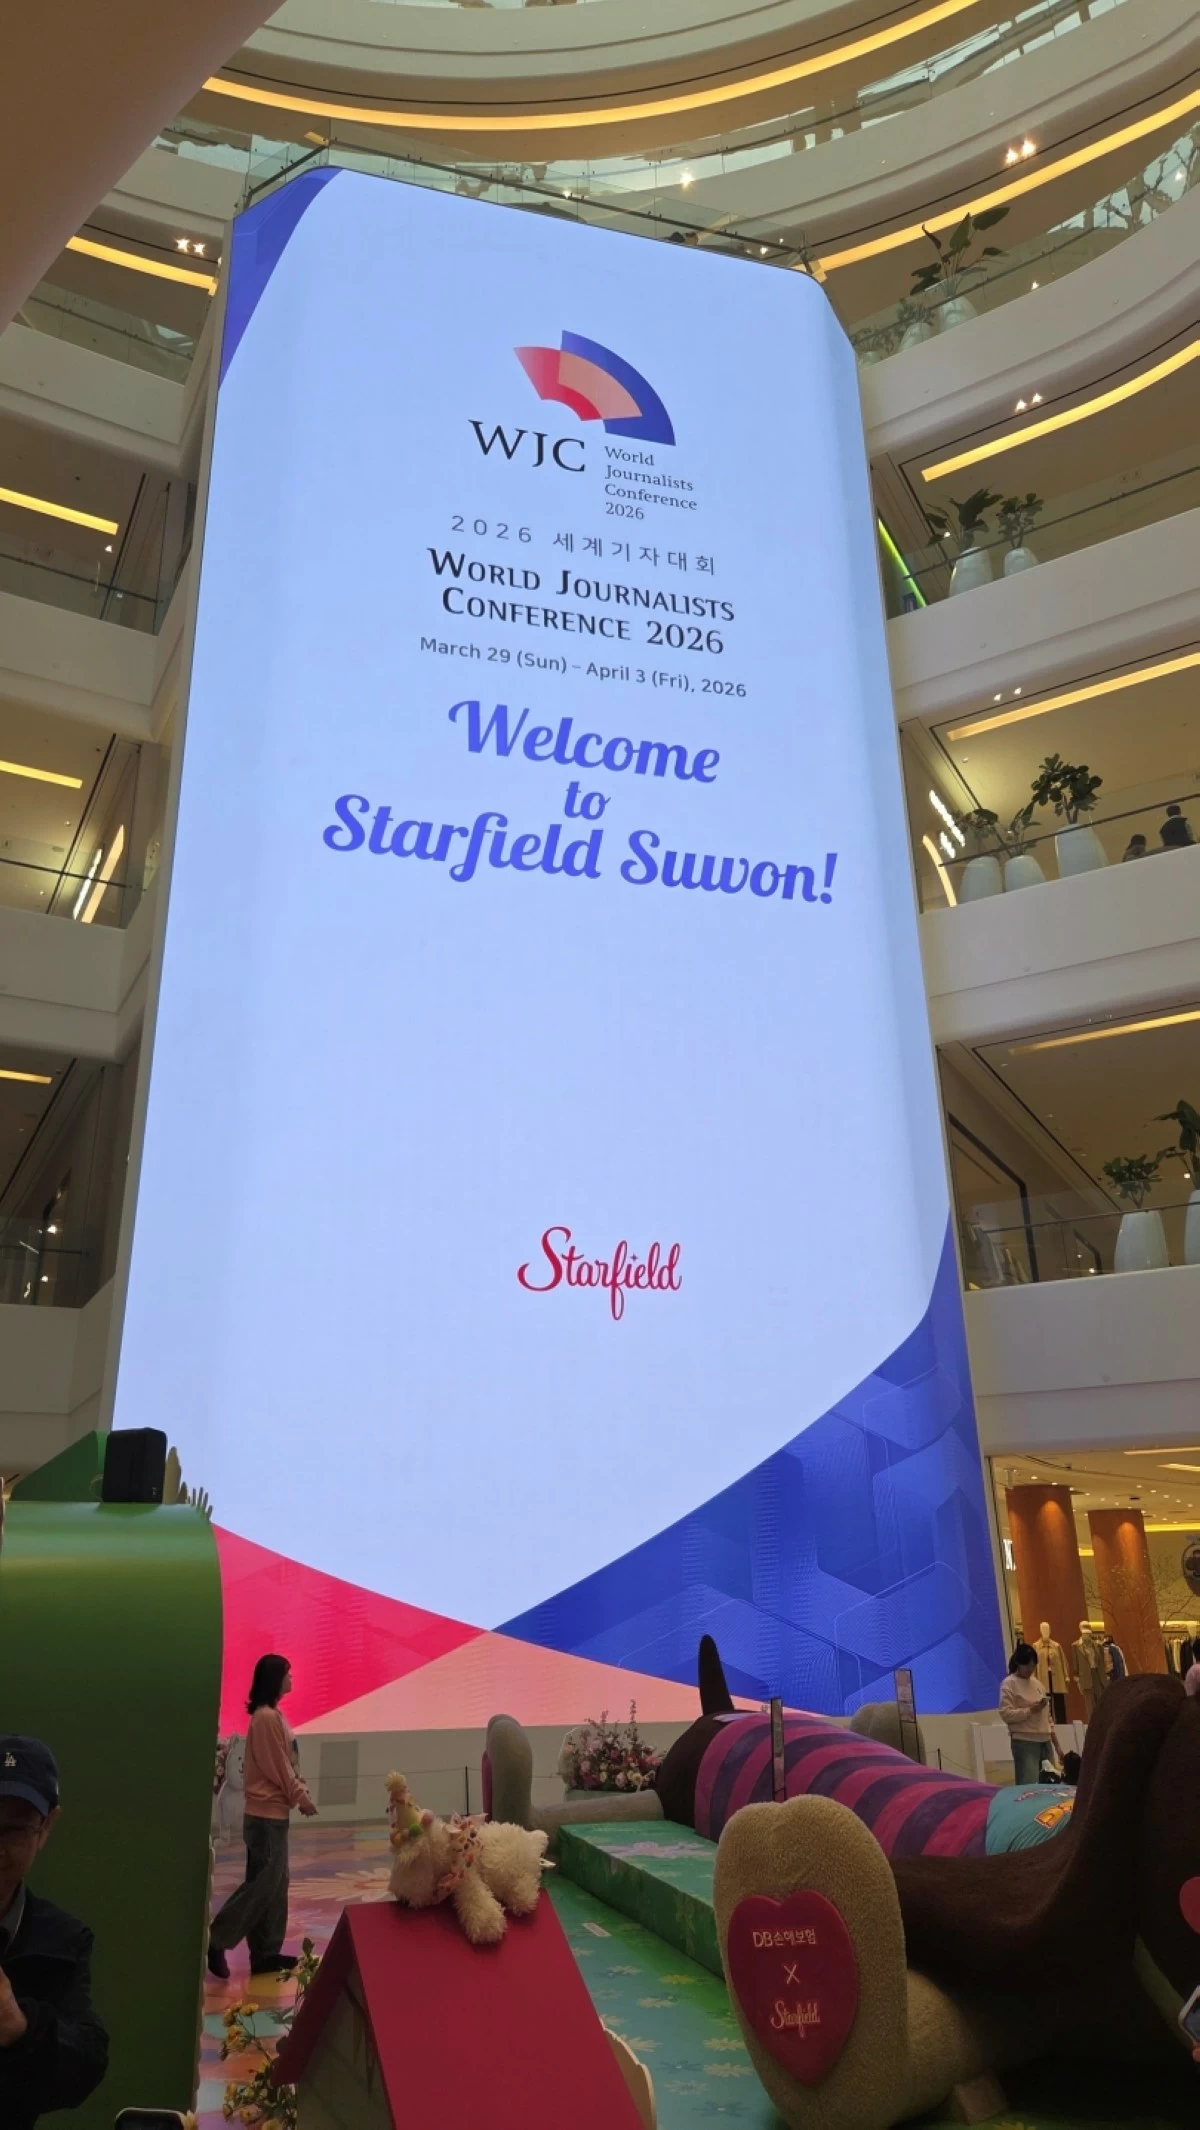 WJC
World
Journalists
Conference
2026
2026 세계기자대회
WORLD JOURNALISTS
CONFERENCE 2026
March 29 (Sun) – April 3 (Fri), 2026
Welcome
to
Starfield Suwon!
Starfield
DB손해보험
X
Starfield
LA